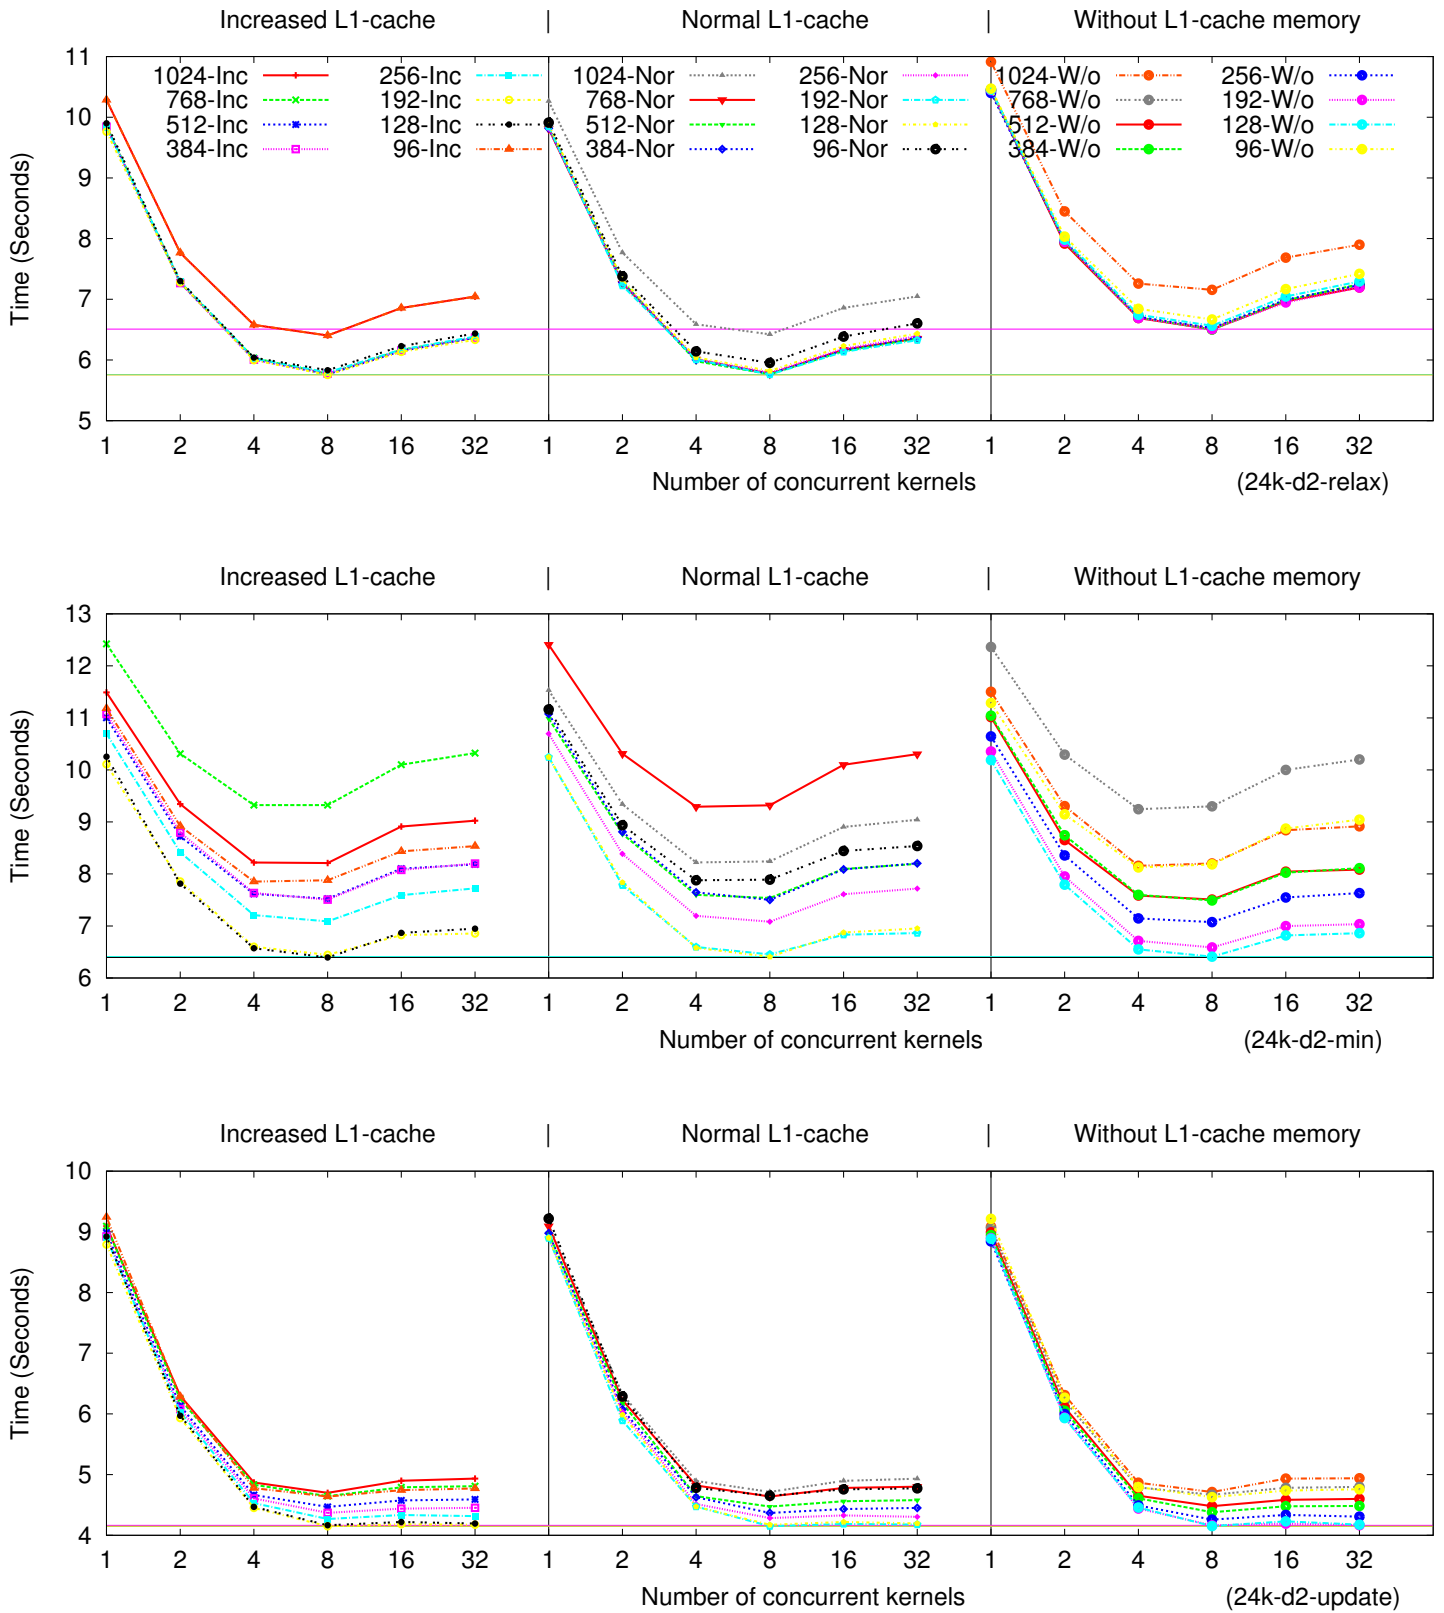 Increased L1-cache | Normal L1-cache | Without L1-cache memory
11
10
9
8
7
6
5
Time (Seconds)
1024-Inc 256-Inc 1024-Nor 256-Nor 1024-W/o 256-W/o
768-Inc 192-Inc 768-Nor 192-Nor 768-W/o 192-W/o
512-Inc 128-Inc 512-Nor 128-Nor 512-W/o 128-W/o
384-Inc 96-Inc 384-Nor 96-Nor 384-W/o 96-W/o
1 2 4 8 16 32 1 2 4 8 16 32 1 2 4 8 16 32
Number of concurrent kernels (24k-d2-relax)
Increased L1-cache | Normal L1-cache | Without L1-cache memory
13
12
11
10
9
8
7
6
Time (Seconds)
1 2 4 8 16 32 1 2 4 8 16 32 1 2 4 8 16 32
Number of concurrent kernels (24k-d2-min)
Increased L1-cache | Normal L1-cache | Without L1-cache memory
10
9
8
7
6
5
4
Time (Seconds)
1 2 4 8 16 32 1 2 4 8 16 32 1 2 4 8 16 32
Number of concurrent kernels (24k-d2-update)